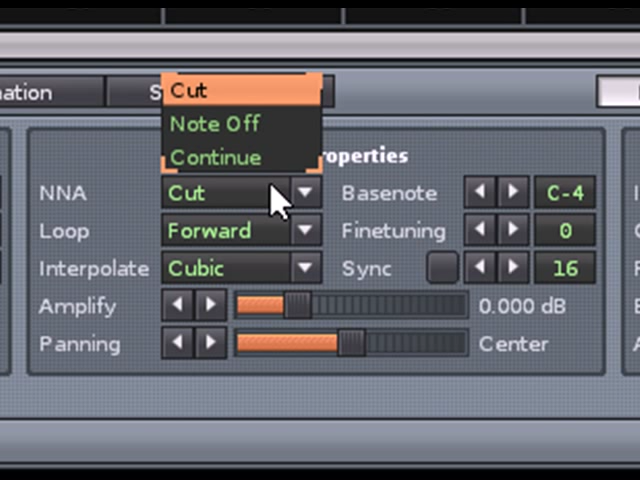 ation S
Cut
Note Off
Continue
roperties
NNA Cut Basenote C-4
Loop Forward Finetuning 0
Interpolate Cubic Sync 16
Amplify 0.000 dB
Panning Center